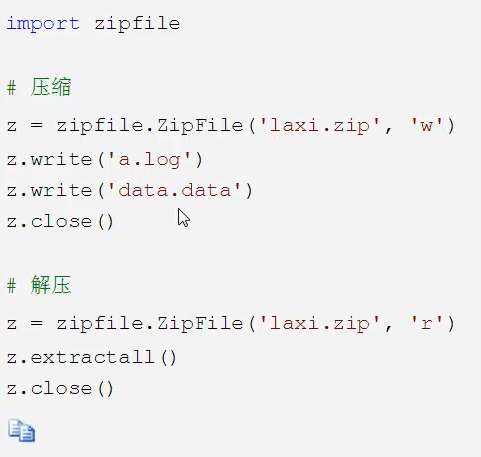 import zipfile
# 压缩
z = zipfile.ZipFile('laxi.zip', 'w')
z.write('a.log')
z.write('data.data')
z.close()
# 解压
z = zipfile.ZipFile('laxi.zip', 'r')
z.extractall()
z.close()